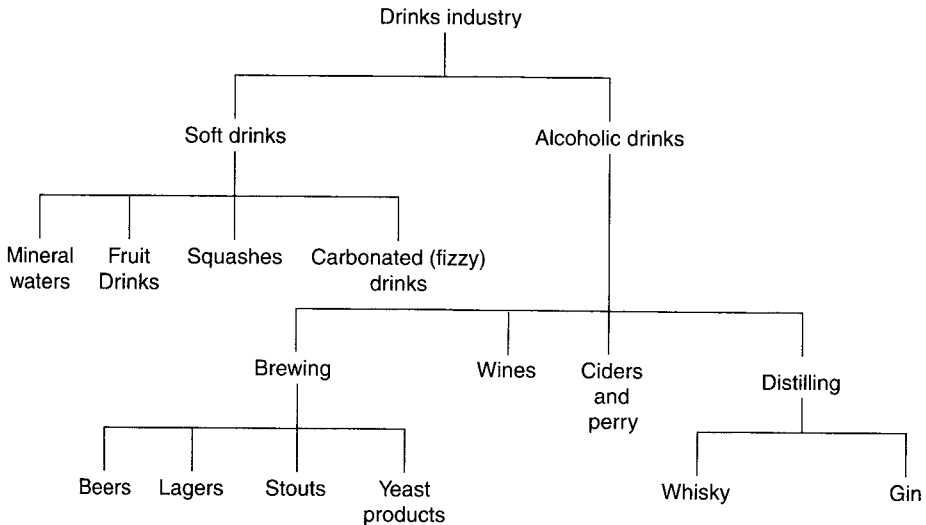 Drinks industry
Soft drinks
Alcoholic drinks
Mineral
waters
Fruit
Drinks
Squashes
Carbonated (fizzy)
drinks
Brewing
Wines
Ciders
and
perry
Distilling
Beers
Lagers
Stouts
Yeast
products
Whisky
Gin